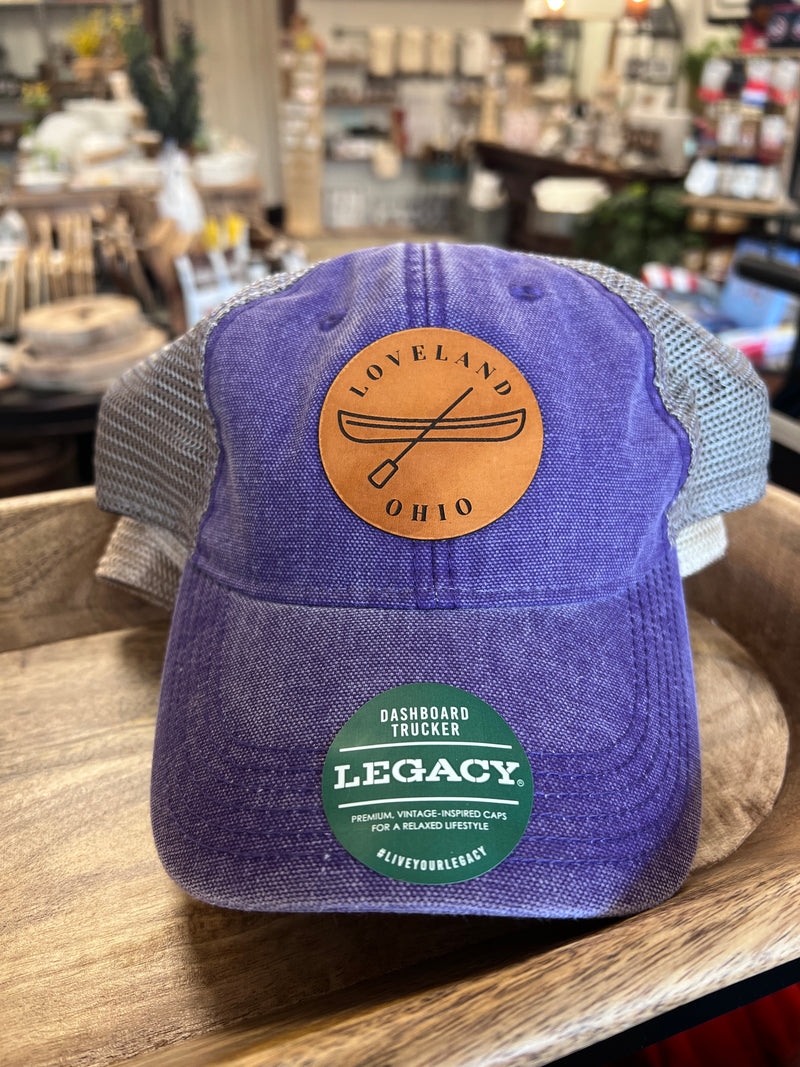 LOVELAND
OHIO
DASHBOARD
TRUCKER
LEGACY®
PREMIUM, VINTAGE-INSPIRED CAPS
FOR A RELAXED LIFESTYLE
#LIVEYOURLEGACY